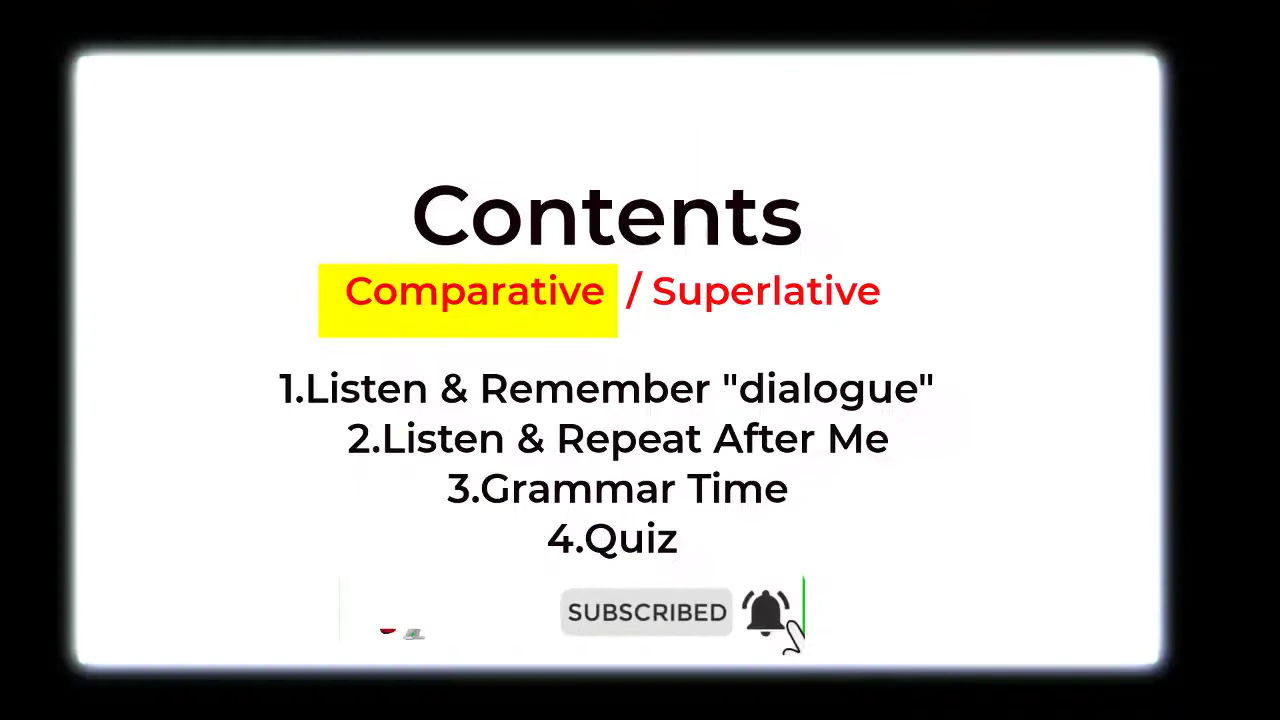 Contents
Comparative / Superlative
1.Listen & Remember "dialogue"
2.Listen & Repeat After Me
3.Grammar Time
4.Quiz
SUBSCRIBED